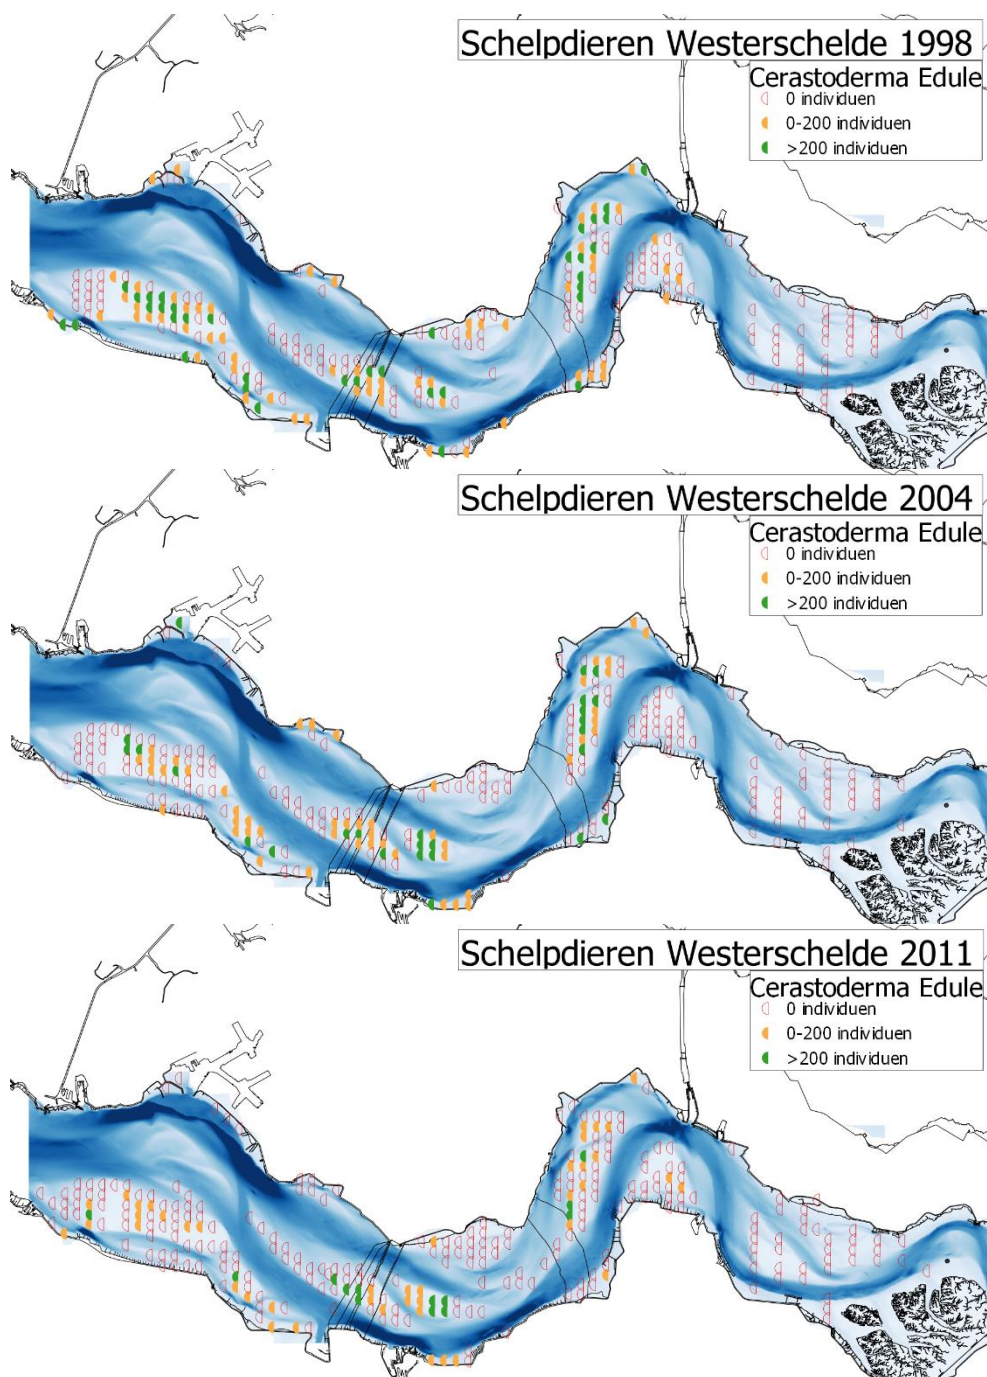 Schelpdieren Westerschelde 1998
Cerastoderma Edule
0 individuen
0-200 individuen
>200 individuen
Schelpdieren Westerschelde 2004
Cerastoderma Edule
0 individuen
0-200 individuen
>200 individuen
Schelpdieren Westerschelde 2011
Cerastoderma Edule
0 individuen
0-200 individuen
>200 individuen